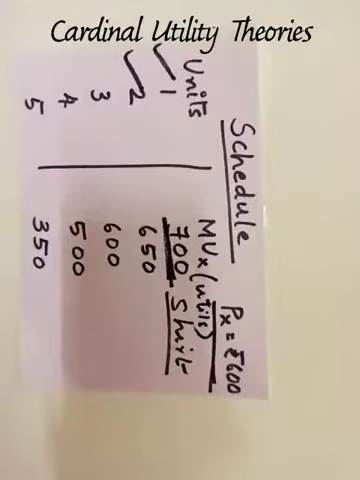 Cardinal Utility Theories
Schedule Px = ₹600
Units MUx (utils)
1 700 Shirt
2 650
3 600
4 500
5 350